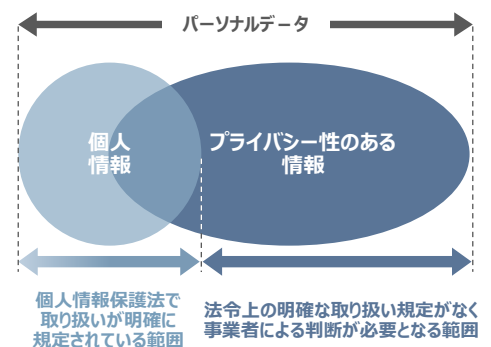 パーソナルデータ
個人
情報
プライバシー性のある
情報
個人情報保護法で
取り扱いが明確に
規定されている範囲
法令上の明確な取り扱い規定がなく
事業者による判断が必要となる範囲